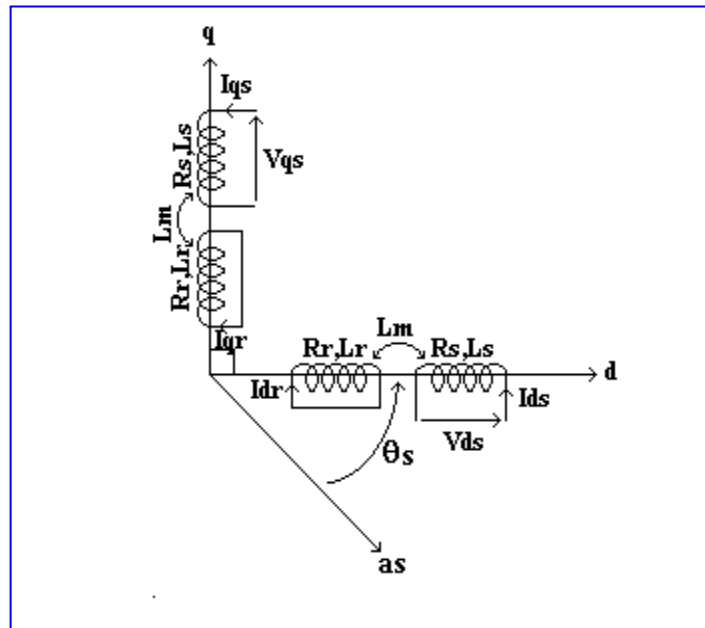 q
Iqs
Rs,Ls
Vqs
Lm
Rr,Lr
Iqr
Lm
Rr,Lr
Rs,Ls
Idr
d
Ids
Vds
θs
as